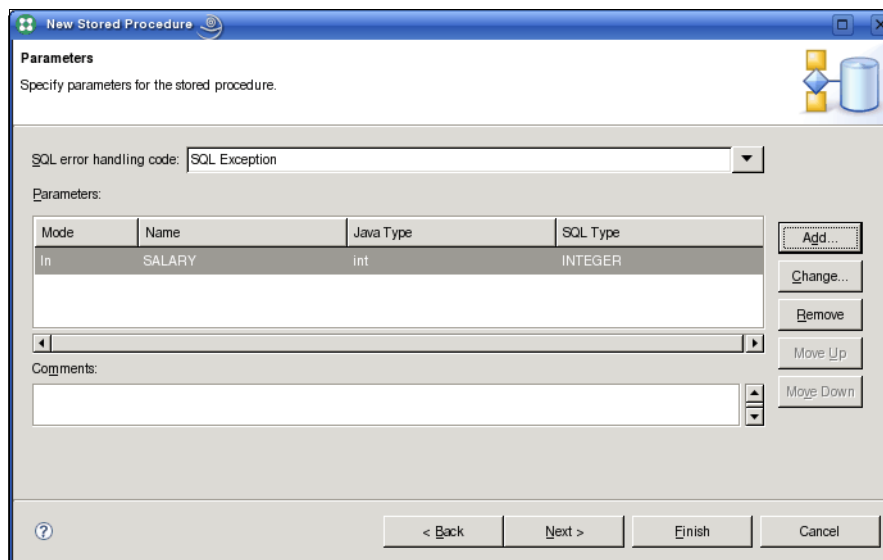 New Stored Procedure
Parameters
Specify parameters for the stored procedure.
SQL error handling code: SQL Exception
Parameters:
Mode Name Java Type SQL Type
In SALARY int INTEGER
Add...
Change...
Remove
Move Up
Comments:
Move Down
? < Back Next > Finish Cancel